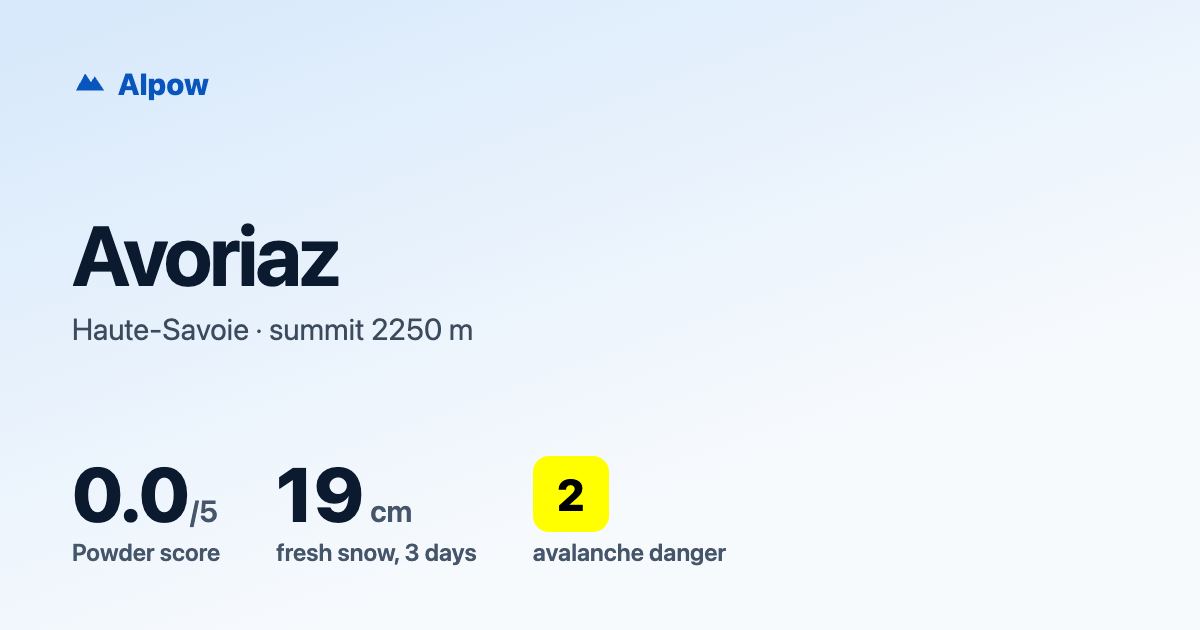 Alpow
Avoriaz
Haute-Savoie · summit 2250 m
0.0/5 19 cm 2
Powder score fresh snow, 3 days avalanche danger